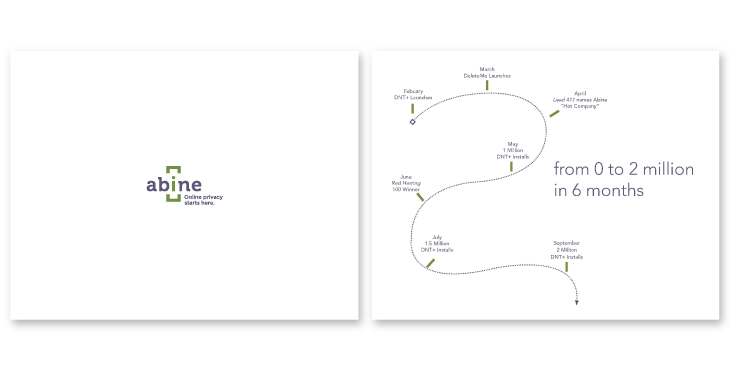 abine
Online privacy
starts here.
Febuary
DNT+ Launches
March
DeleteMe Launches
April
Lead 411 names Abine
"Hot Company"
May
1 Million
DNT+ Installs
June
Red Herring
100 Winner
July
1.5 Million
DNT+ Installs
September
2 Million
DNT+ Installs
from 0 to 2 million
in 6 months